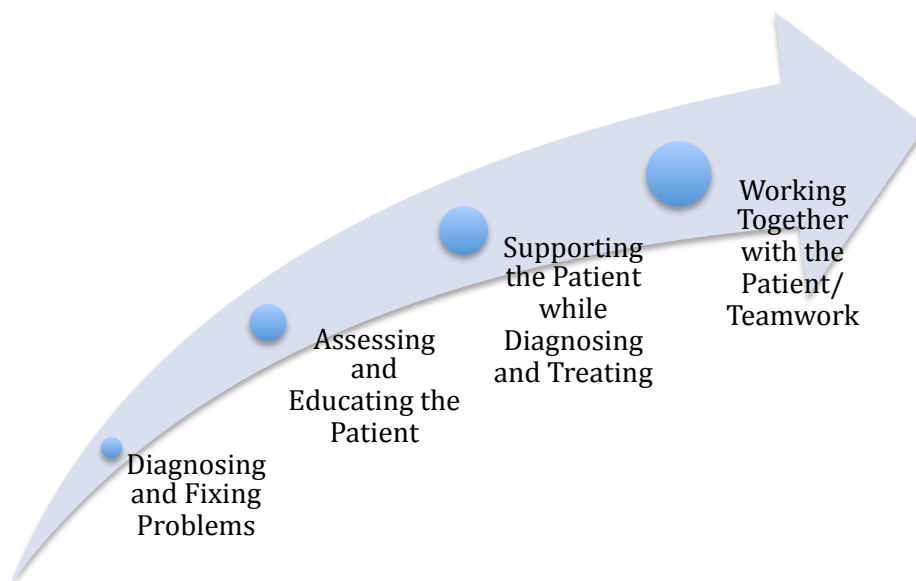 Diagnosing
and Fixing
Problems
Assessing
and
Educating the
Patient
Supporting
the Patient
while
Diagnosing
and Treating
Working
Together
with the
Patient/
Teamwork